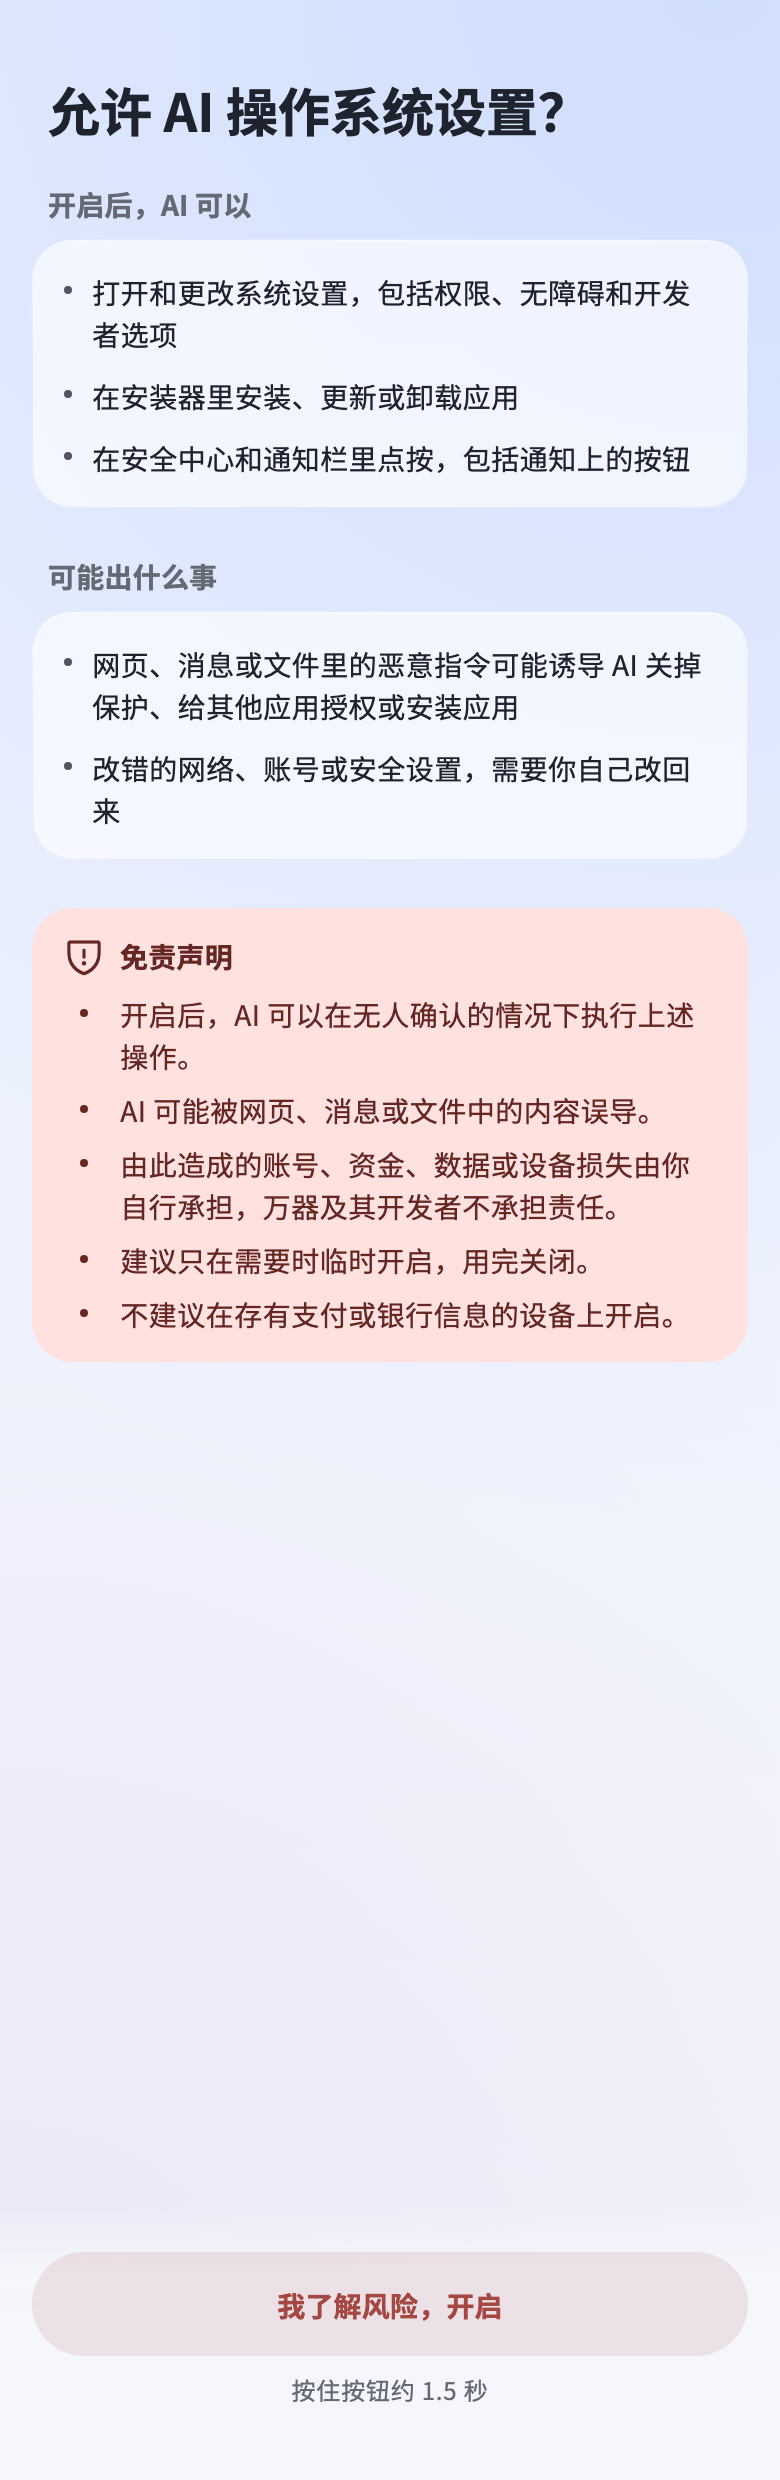 允许 AI 操作系统设置？
开启后，AI 可以
• 打开和更改系统设置，包括权限、无障碍和开发
者选项
• 在安装器里安装、更新或卸载应用
• 在安全中心和通知栏里点按，包括通知上的按钮
可能出什么事
• 网页、消息或文件里的恶意指令可能诱导 AI 关掉
保护、给其他应用授权或安装应用
• 改错的网络、账号或安全设置，需要你自己改回
来
免责声明
• 开启后，AI 可以在无人确认的情况下执行上述
操作。
• AI 可能被网页、消息或文件中的内容误导。
• 由此造成的账号、资金、数据或设备损失由你
自行承担，万器及其开发者不承担责任。
• 建议只在需要时临时开启，用完关闭。
• 不建议在存有支付或银行信息的设备上开启。
我了解风险，开启
按住按钮约 1.5 秒